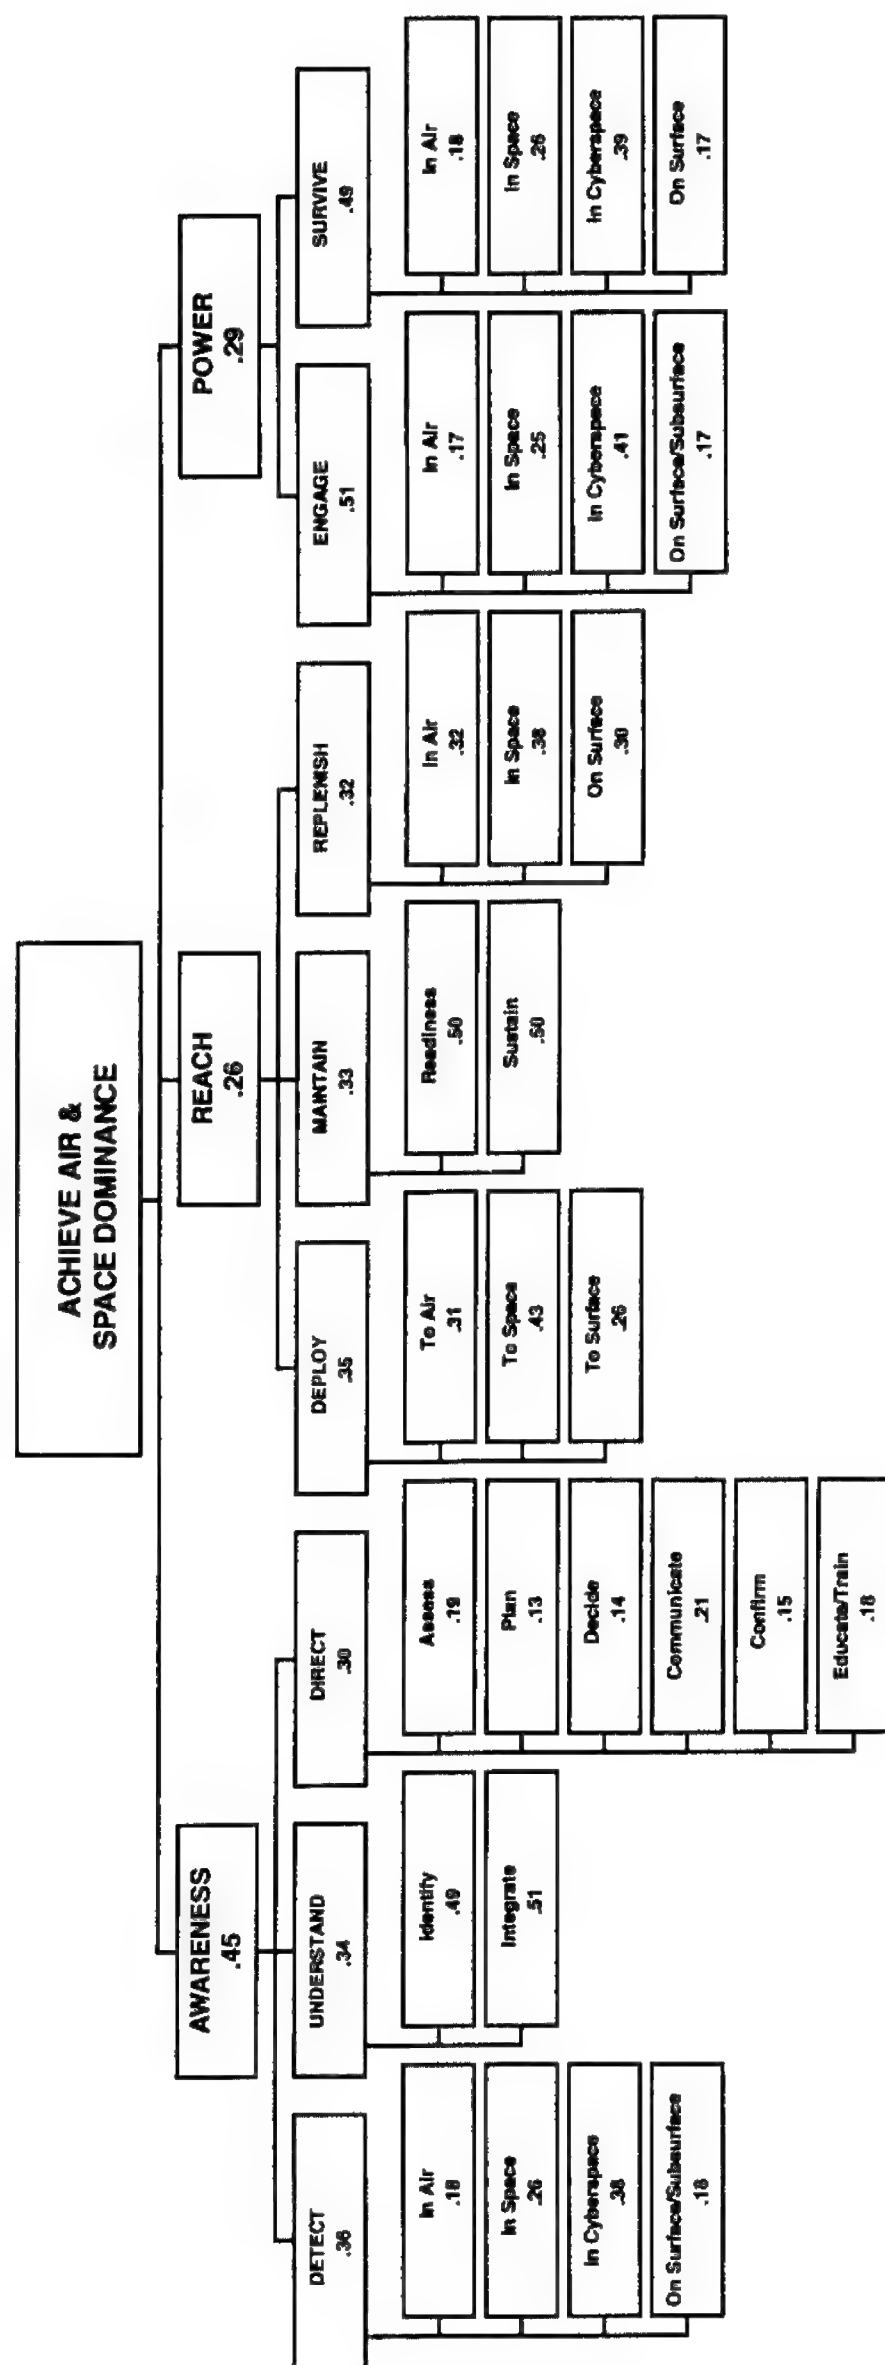 ACHIEVE AIR &
SPACE DOMINANCE
AWARENESS
.45
REACH
.26
POWER
.29
DETECT
.36
UNDERSTAND
.34
DIRECT
.30
DEPLOY
.35
MAINTAIN
.33
REPLENISH
.32
ENGAGE
.51
SURVIVE
.49
In Air
.18
In Space
.26
In Cyberspace
.38
On Surface/Subsurface
.18
Identify
.49
Integrate
.51
Assess
.19
Plan
.13
Decide
.14
Communicate
.21
Confirm
.15
Educate/Train
.18
To Air
.31
To Space
.43
To Surface
.26
Readiness
.50
Sustain
.50
In Air
.32
In Space
.38
On Surface
.30
In Air
.17
In Space
.25
In Cyberspace
.41
On Surface/Subsurface
.17
In Air
.18
In Space
.26
In Cyberspace
.39
On Surface
.17